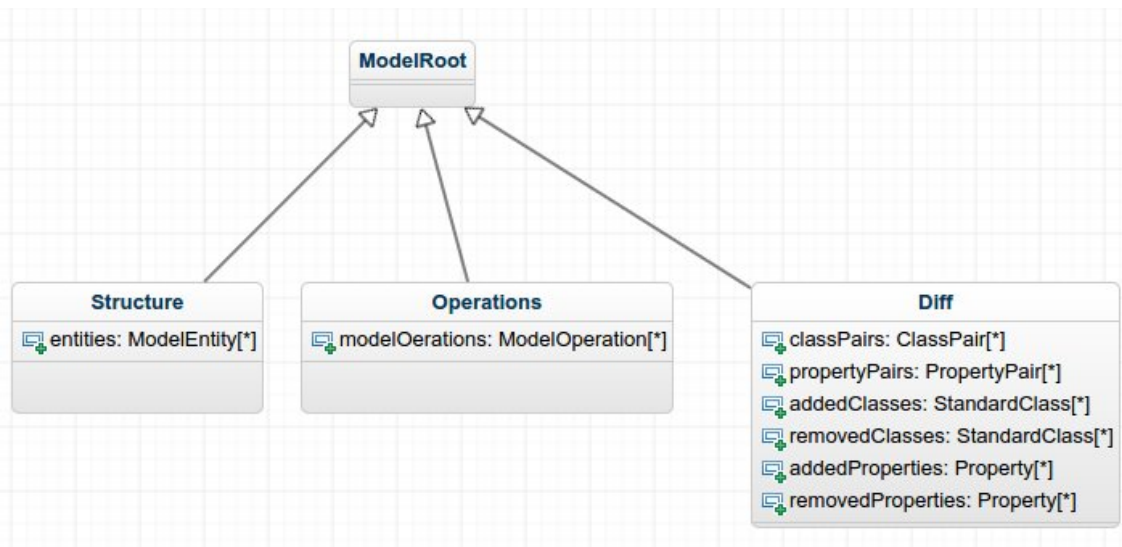 ModelRoot
Structure
entities: ModelEntity[*]
Operations
modelOerations: ModelOperation[*]
Diff
classPairs: ClassPair[*]
propertyPairs: PropertyPair[*]
addedClasses: StandardClass[*]
removedClasses: StandardClass[*]
addedProperties: Property[*]
removedProperties: Property[*]